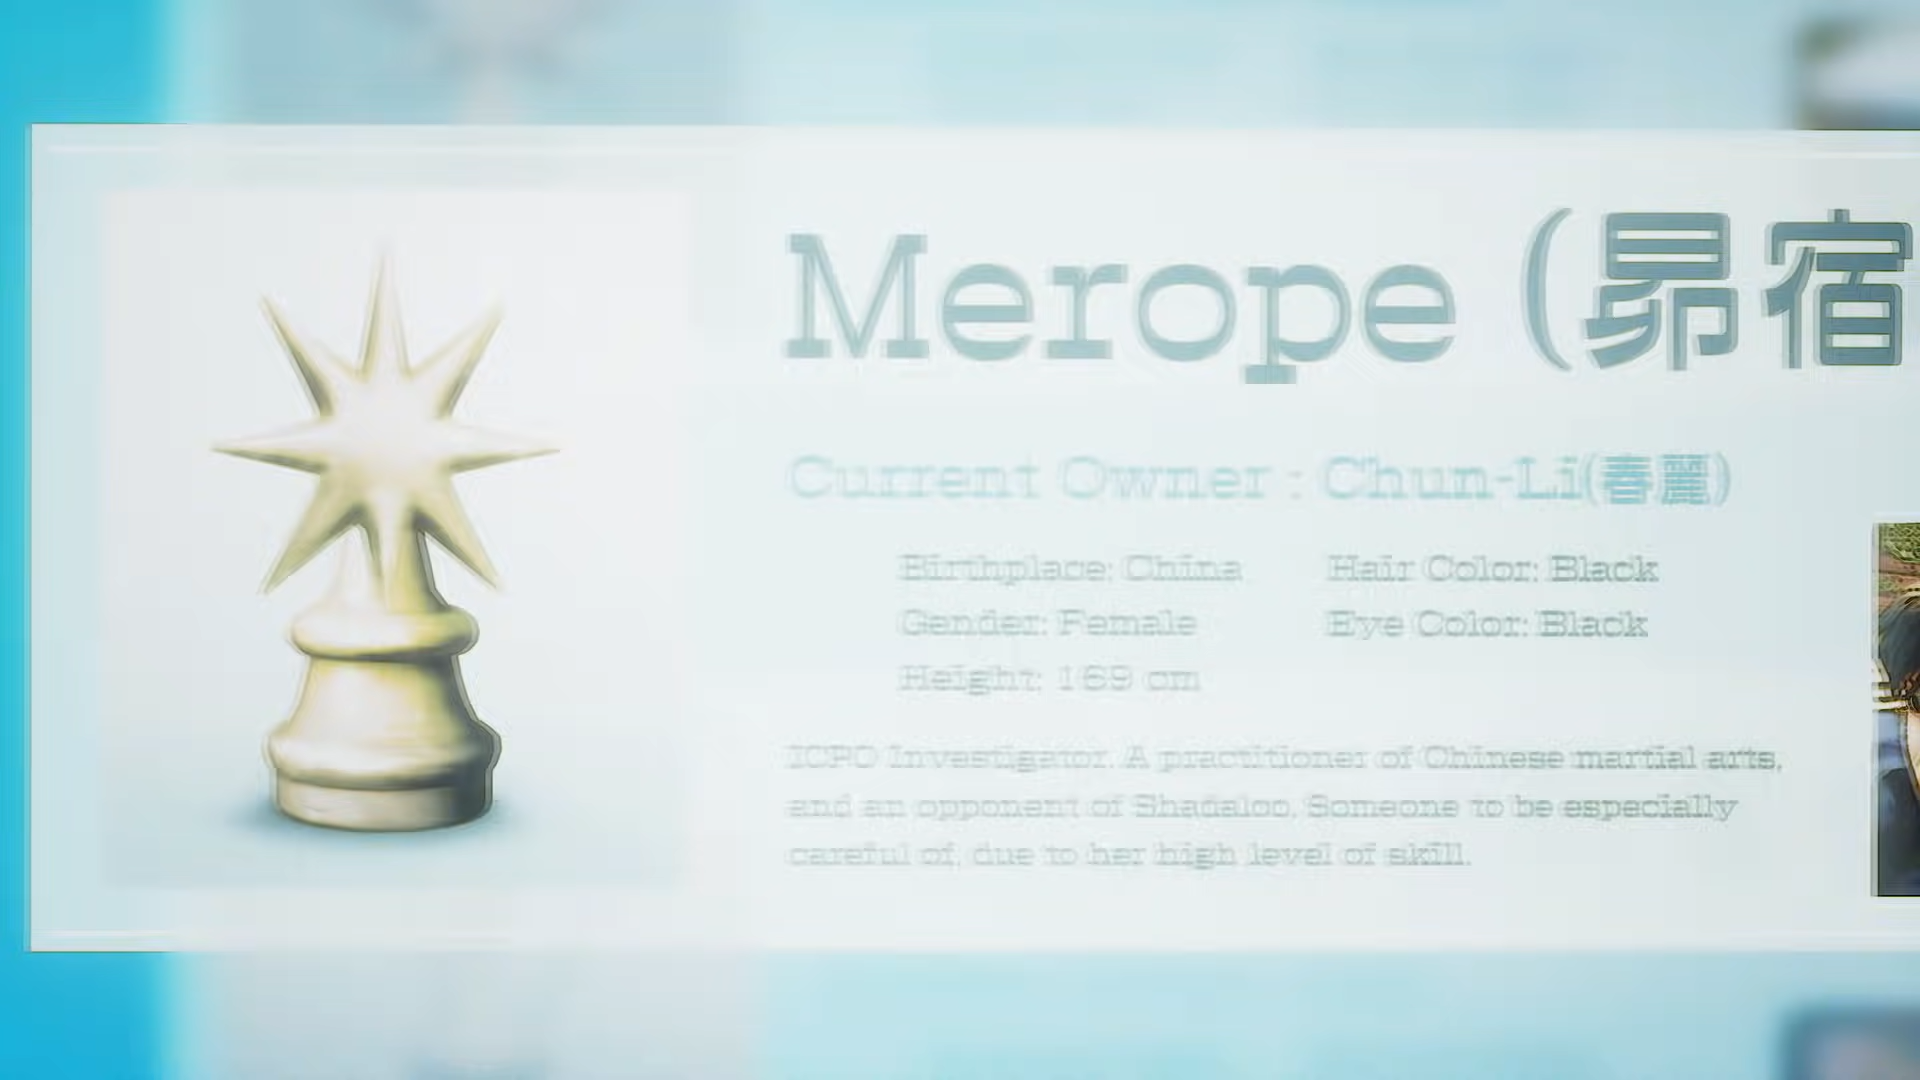 Merope (昴宿
Current Owner : Chun-Li(春麗)
Birthplace: China
Hair Color: Black
Gender: Female
Eye Color: Black
Height: 169 cm
ICPO Investigator. A practitioner of Chinese martial arts,
and an opponent of Shadaloo. Someone to be especially
careful of, due to her high level of skill.